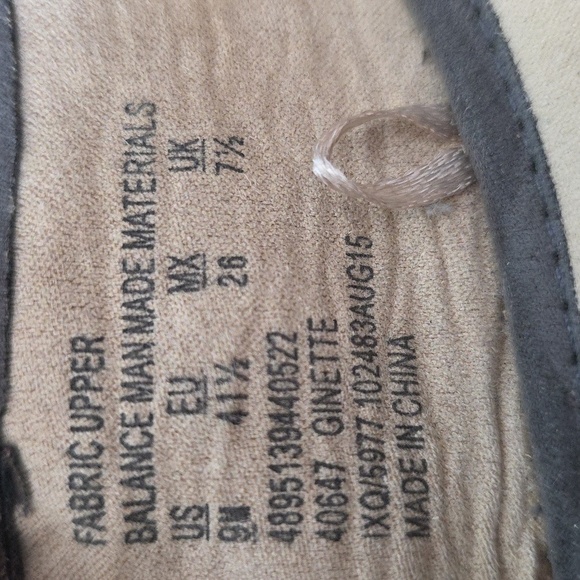 FABRIC UPPER
BALANCE MAN MADE MATERIALS
US EU MX UK
9M 41½ 26 7½
4895139440522
40647 GINETTE
IXQ/5977 102483AUG15
MADE IN CHINA